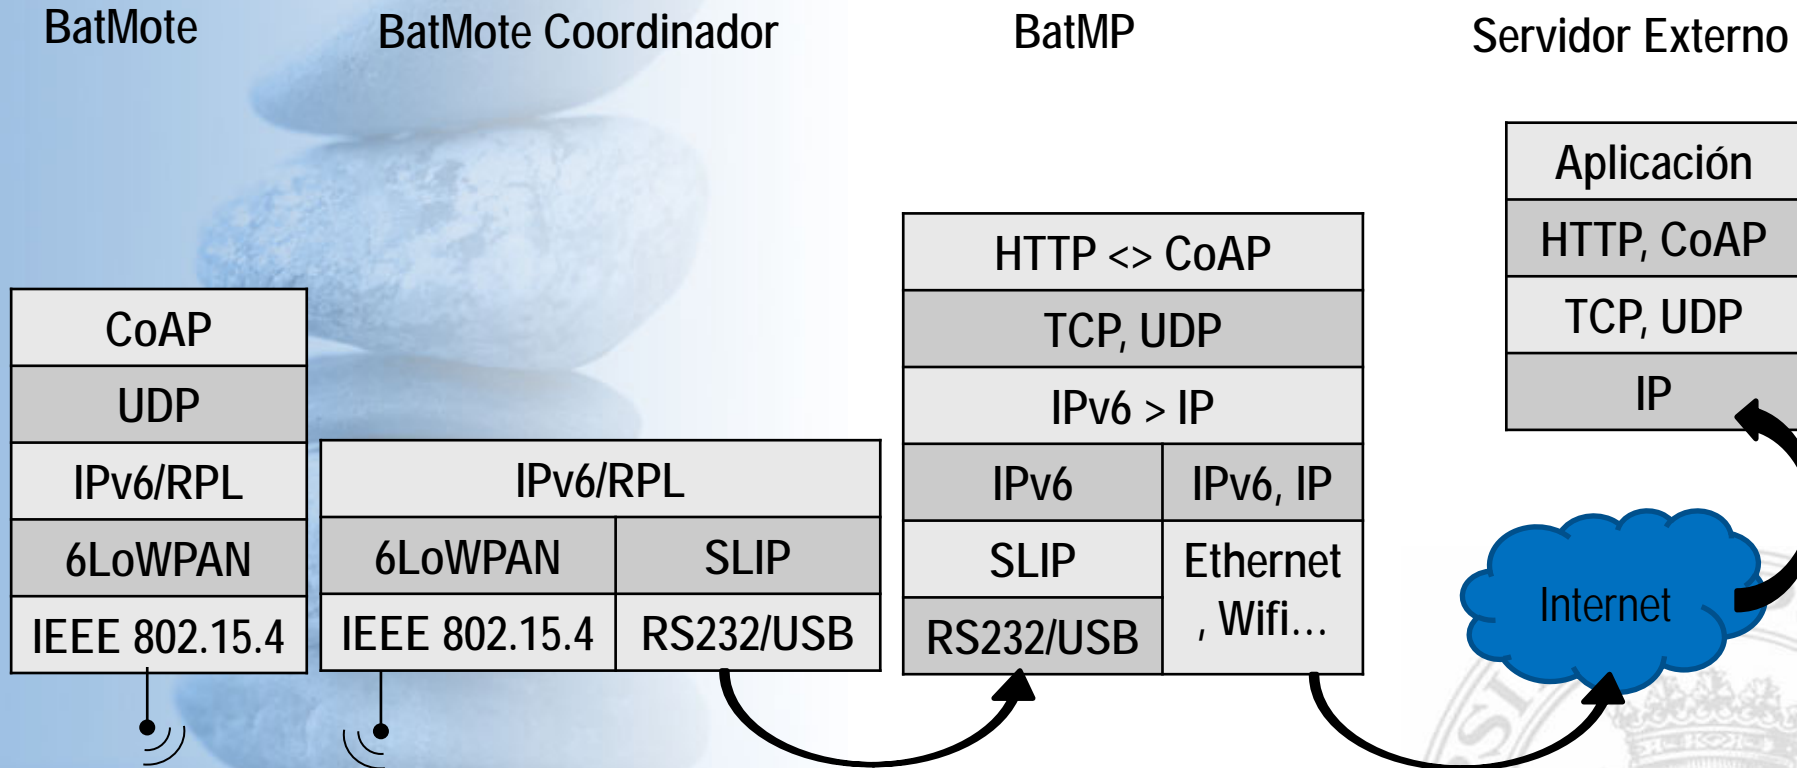 BatMote
BatMote Coordinador
BatMP
Servidor Externo
CoAP
UDP
IPv6/RPL
6LoWPAN
IEEE 802.15.4
IPv6/RPL
6LoWPAN
SLIP
IEEE 802.15.4
RS232/USB
HTTP <> CoAP
TCP, UDP
IPv6 > IP
IPv6
IPv6, IP
SLIP
Ethernet
, Wifi...
RS232/USB
Aplicación
HTTP, CoAP
TCP, UDP
IP
Internet